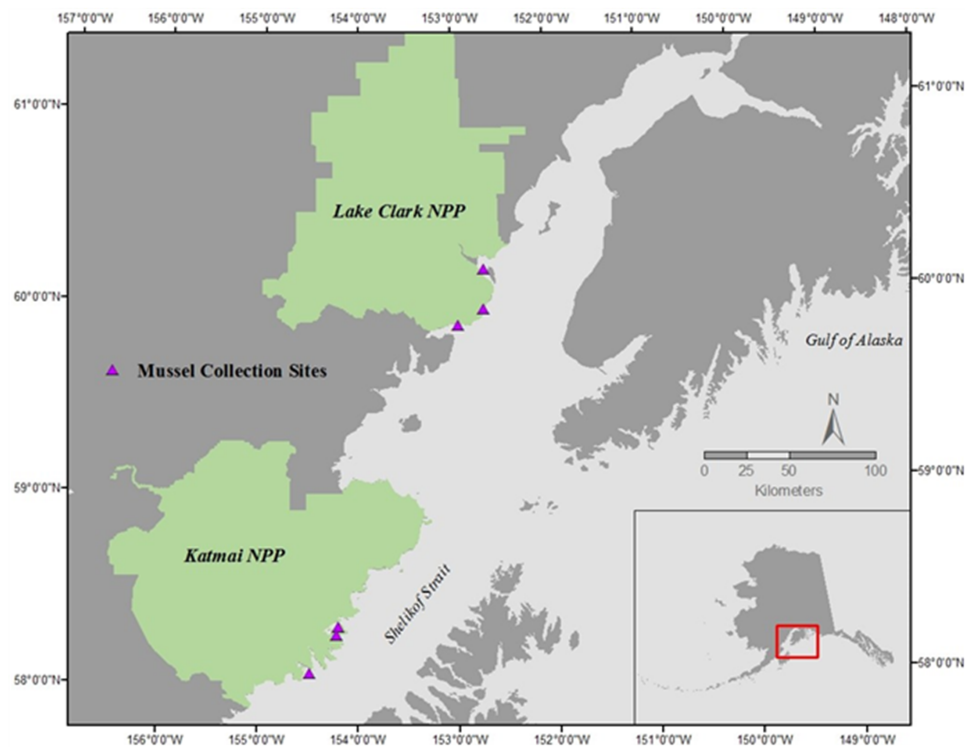 157°0'0"W 156°0'0"W 155°0'0"W 154°0'0"W 153°0'0"W 152°0'0"W 151°0'0"W 150°0'0"W 149°0'0"W 148°0'0"W
61°0'0"N
61°0'0"N
Lake Clark NPP
60°0'0"N
60°0'0"N
Gulf of Alaska
Mussel Collection Sites
N
0 25 50 100
Kilometers
59°0'0"N
59°0'0"N
Katmai NPP
Shelikof Strait
58°0'0"N
58°0'0"N
156°0'0"W 155°0'0"W 154°0'0"W 153°0'0"W 152°0'0"W 151°0'0"W 150°0'0"W 149°0'0"W